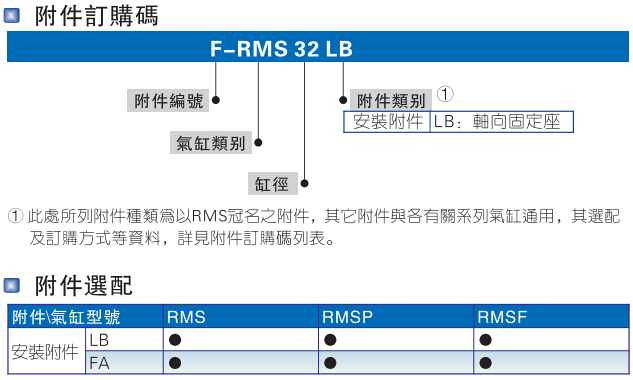 附件訂購碼
F-RMS 32 LB
附件編號
附件類别 ①
安裝附件 LB：軸向固定座
氣缸類别
缸徑
① 此處所列附件種類爲以RMS冠名之附件，其它附件與各有關系列氣缸通用，其選配
及訂購方式等資料，詳見附件訂購碼列表。
附件選配
附件\氣缸型號 RMS RMSP RMSF
安裝附件
LB ● ● ●
FA ● ● ●